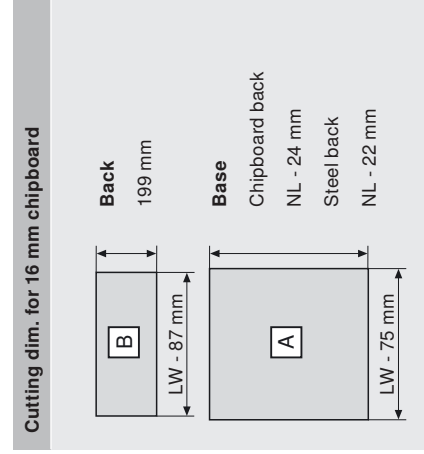 Cutting dim. for 16 mm chipboard
B
Back
199 mm
LW - 87 mm
A
Base
Chipboard back
NL - 24 mm
Steel back
NL - 22 mm
LW - 75 mm